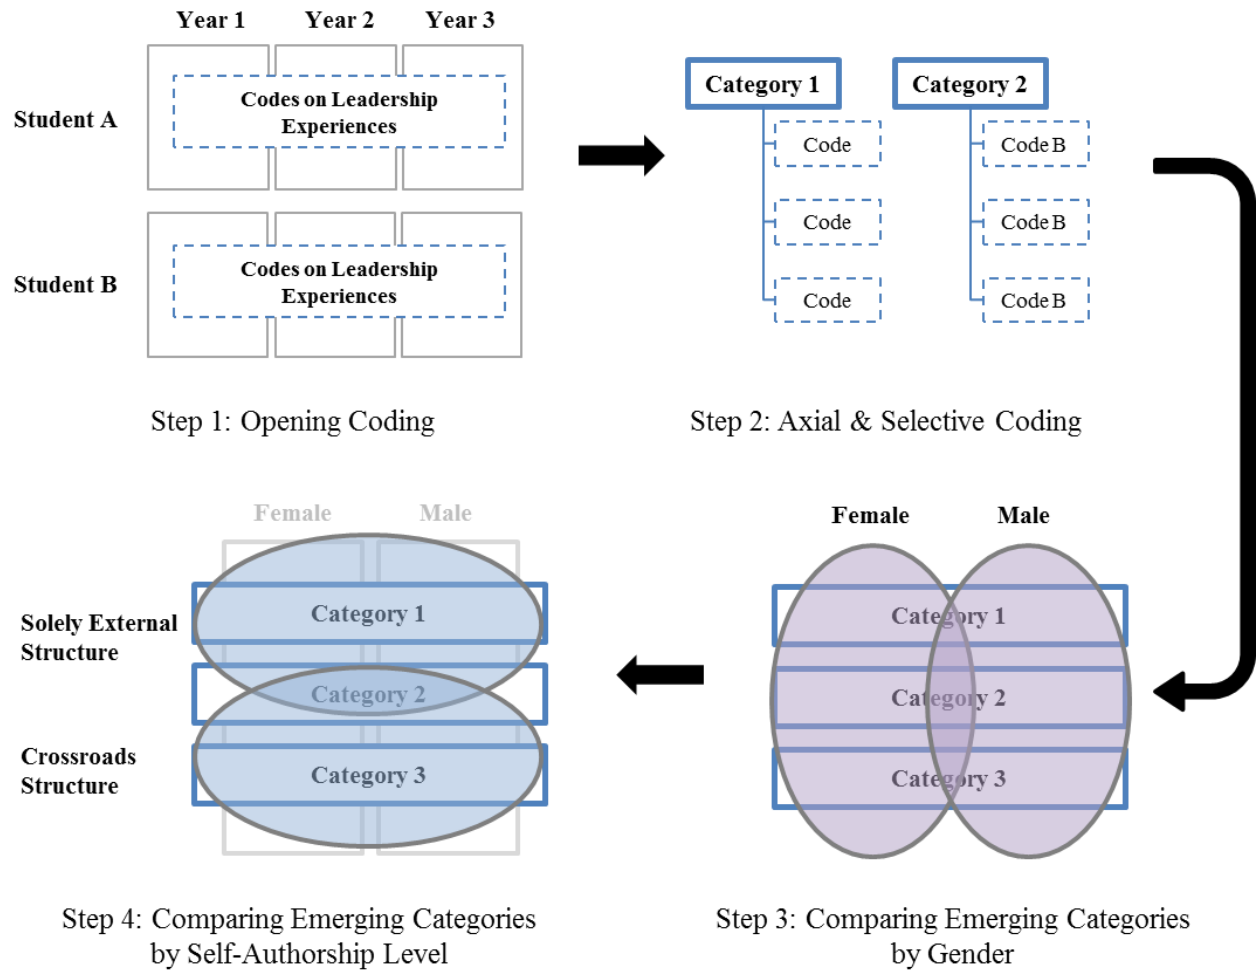 Year 1 Year 2 Year 3
Student A
Codes on Leadership
Experiences
Student B
Codes on Leadership
Experiences
Step 1: Opening Coding
Category 1
Code
Code
Code
Category 2
Code B
Code B
Code B
Step 2: Axial & Selective Coding
Female Male
Category 1
Category 2
Category 3
Step 3: Comparing Emerging Categories
by Gender
Female Male
Solely External
Structure
Crossroads
Structure
Category 1
Category 2
Category 3
Step 4: Comparing Emerging Categories
by Self-Authorship Level